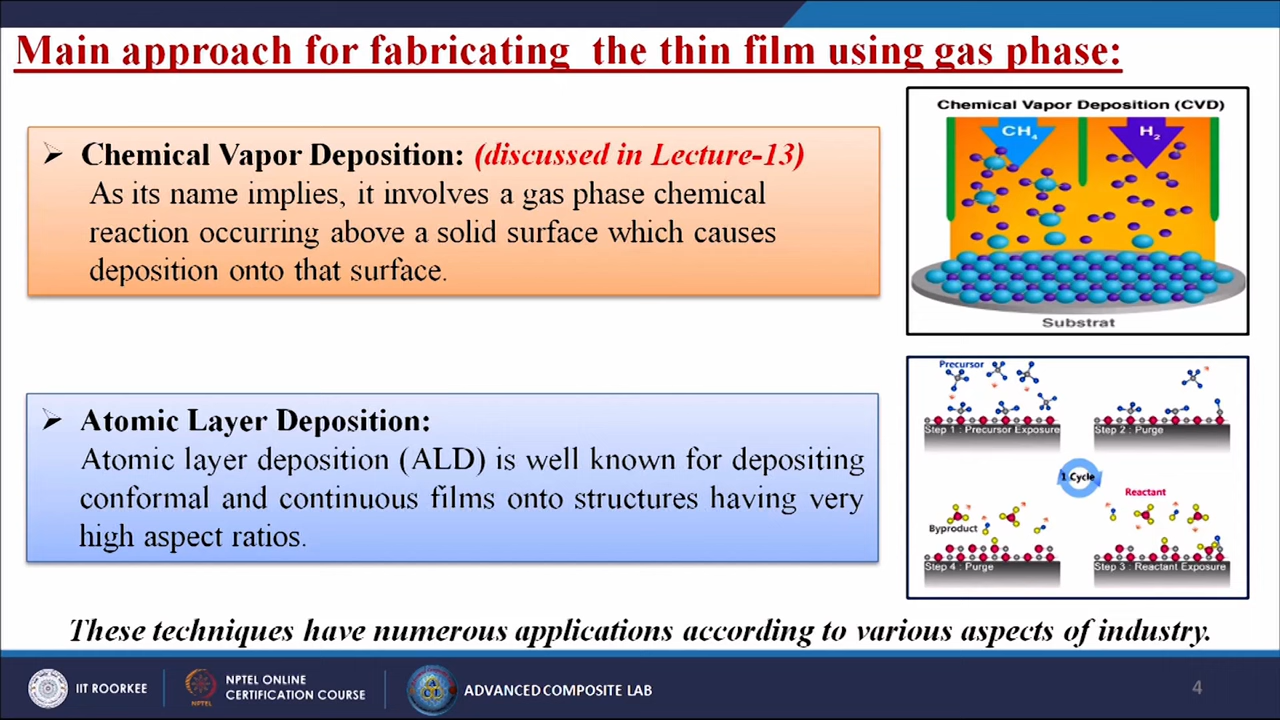 Main approach for fabricating the thin film using gas phase:
➢ Chemical Vapor Deposition: (discussed in Lecture-13)
As its name implies, it involves a gas phase chemical
reaction occurring above a solid surface which causes
deposition onto that surface.
Chemical Vapor Deposition (CVD)
CH4
H2
Substrat
➢ Atomic Layer Deposition:
Atomic layer deposition (ALD) is well known for depositing
conformal and continuous films onto structures having very
high aspect ratios.
Precursor
Step 1 : Precursor Exposure
Step 2 : Purge
1 Cycle
Reactant
Byproduct
Step 4 : Purge
Step 3 : Reactant Exposure
These techniques have numerous applications according to various aspects of industry.
IIT ROORKEE
NPTEL
NPTEL ONLINE
CERTIFICATION COURSE
ACL
ADVANCED COMPOSITE LAB
4